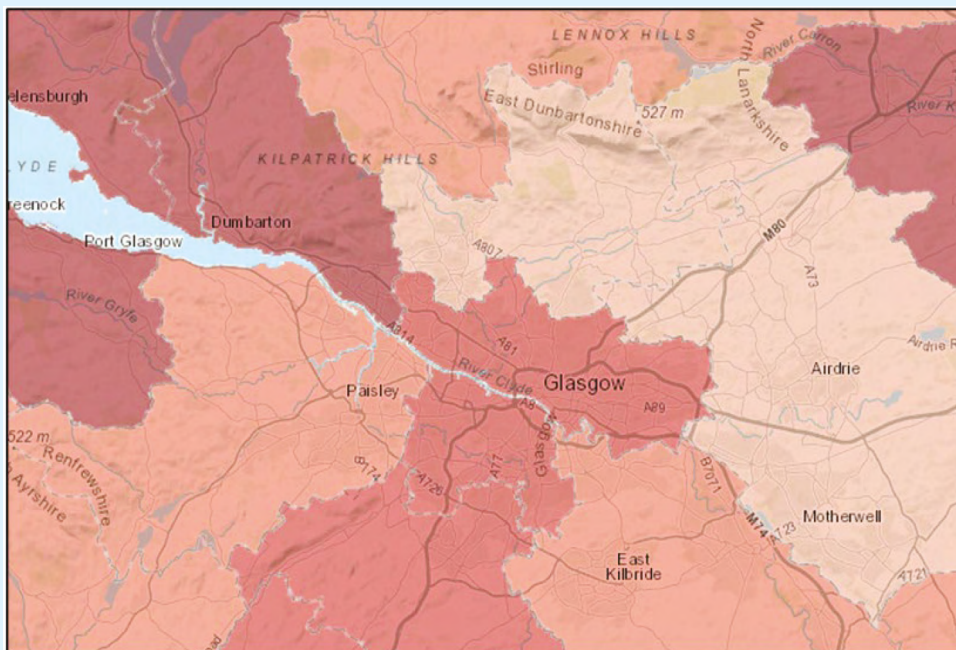 LENNOX HILLS
River Carron
North Lanarkshire
Stirling
elensburgh
East Dunbartonshire
527 m
River K
KILPATRICK HILLS
LYDE
reenock
Dumbarton
Port Glasgow
A807
M80
A73
River Gryfe
A814
A81
River Clyde
Glasgow
Airdrie R
Airdrie
Paisley
A8
A89
Glasgow
522 m
Renfrewshire
h Ayrshire
B774
A726
A77
B7071
M74
A723
Motherwell
East
Kilbride
A721
oad